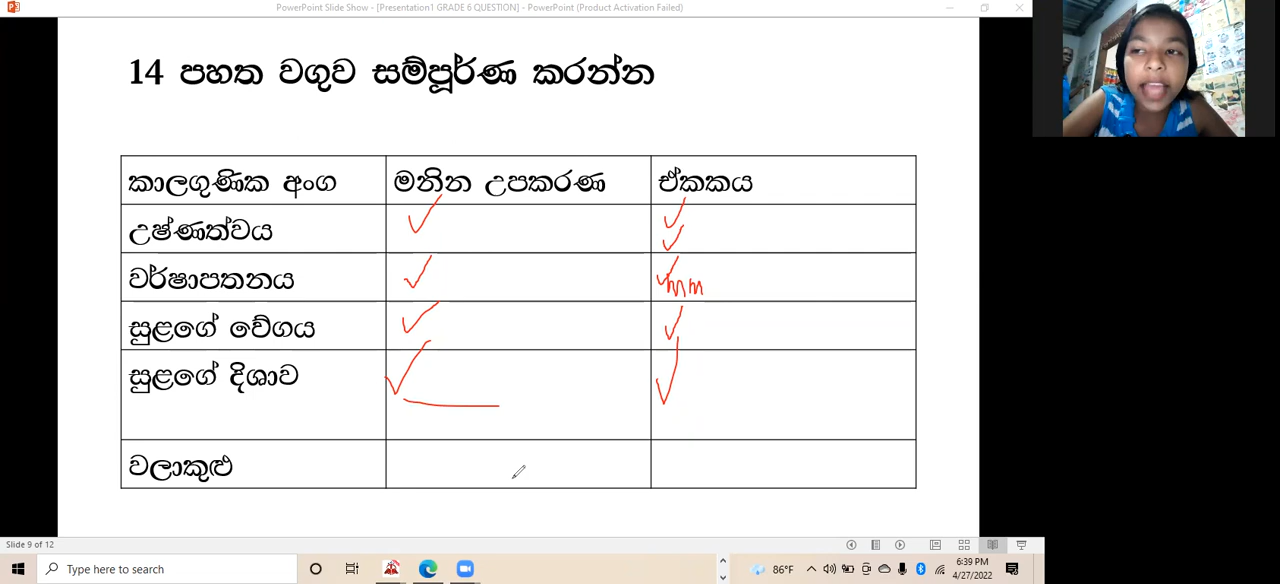 PowerPoint Slide Show - [Presentation1 GRADE 6 QUESTION] - PowerPoint (Product Activation Failed)
14 පහත වගුව සම්පූර්ණ කරන්න
කාලගුණික අංග මනින උපකරණ ඒකකය
උෂ්ණත්වය
වර්ෂාපතනය mm
සුළගේ වේගය
සුළගේ දිශාව
වලාකුළු
Slide 9 of 12
Type here to search 86°F 6:39 PM
4/27/2022